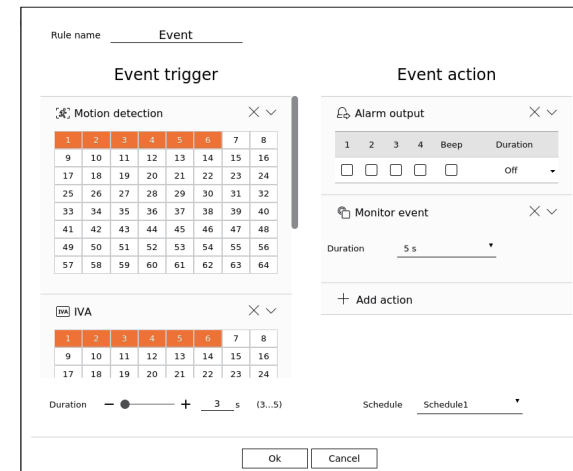 Rule name Event
Event trigger
Event action
Motion detection
1 2 3 4 5 6 7 8
9 10 11 12 13 14 15 16
17 18 19 20 21 22 23 24
25 26 27 28 29 30 31 32
33 34 35 36 37 38 39 40
41 42 43 44 45 46 47 48
49 50 51 52 53 54 55 56
57 58 59 60 61 62 63 64
IVA IVA
1 2 3 4 5 6 7 8
9 10 11 12 13 14 15 16
17 18 19 20 21 22 23 24
Duration 3 s (3...5)
Alarm output
1 2 3 4 Beep Duration
Off
Monitor event
Duration 5 s
+ Add action
Schedule Schedule1
Ok Cancel